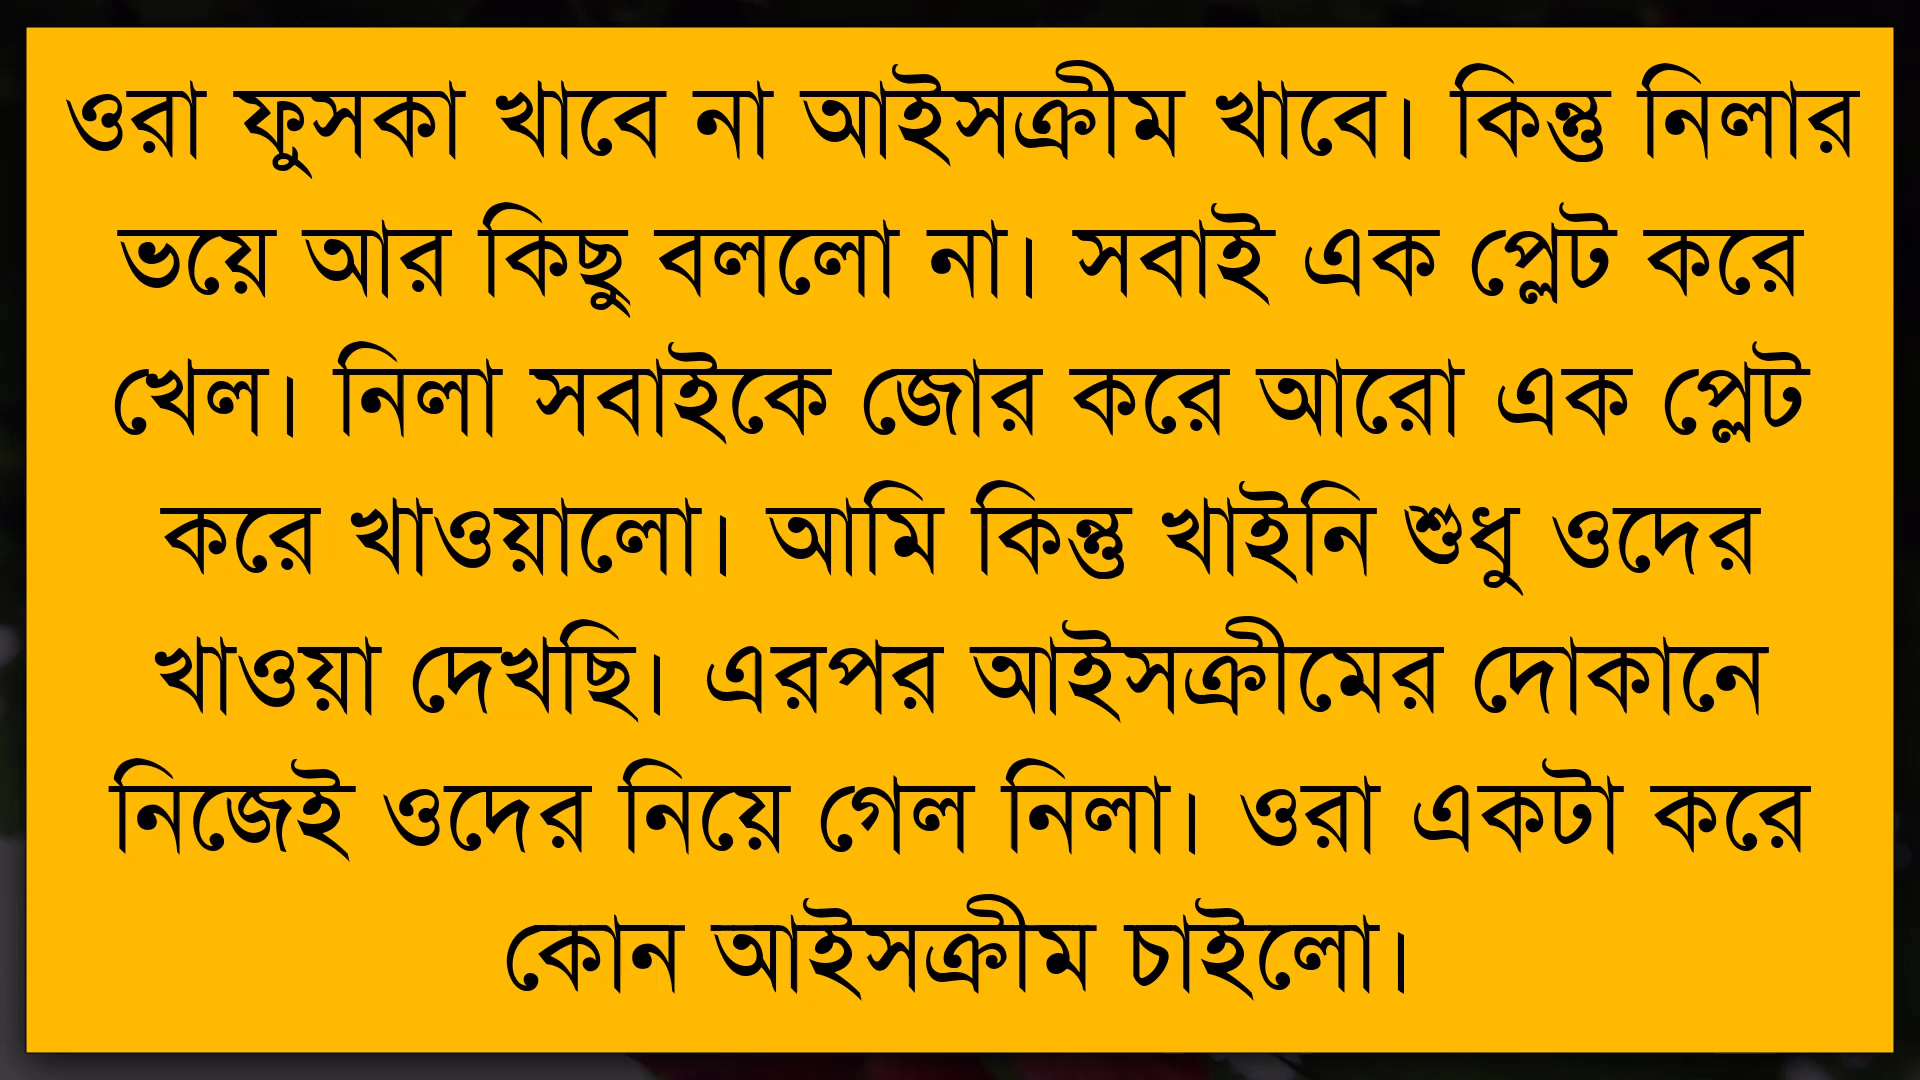 ওরা ফুসকা খাবে না আইসক্রীম খাবে। কিন্তু নিলার
ভয়ে আর কিছু বললো না। সবাই এক প্লেট করে
খেল। নিলা সবাইকে জোর করে আরো এক প্লেট
করে খাওয়ালো। আমি কিন্তু খাইনি শুধু ওদের
খাওয়া দেখছি। এরপর আইসক্রীমের দোকানে
নিজেই ওদের নিয়ে গেল নিলা। ওরা একটা করে
কোন আইসক্রীম চাইলো।